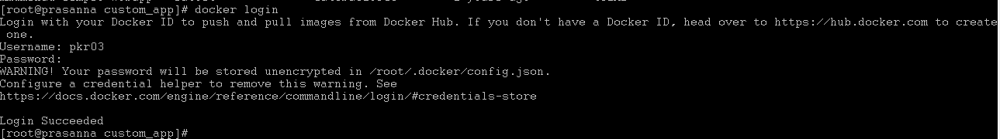 [root@prasanna custom_app]# docker login
Login with your Docker ID to push and pull images from Docker Hub. If you don't have a Docker ID, head over to https://hub.docker.com to create
one.
Username: pkr03
Password:
WARNING! Your password will be stored unencrypted in /root/.docker/config.json.
Configure a credential helper to remove this warning. See
https://docs.docker.com/engine/reference/commandline/login/#credentials-store
Login Succeeded
[root@prasanna custom_app]#